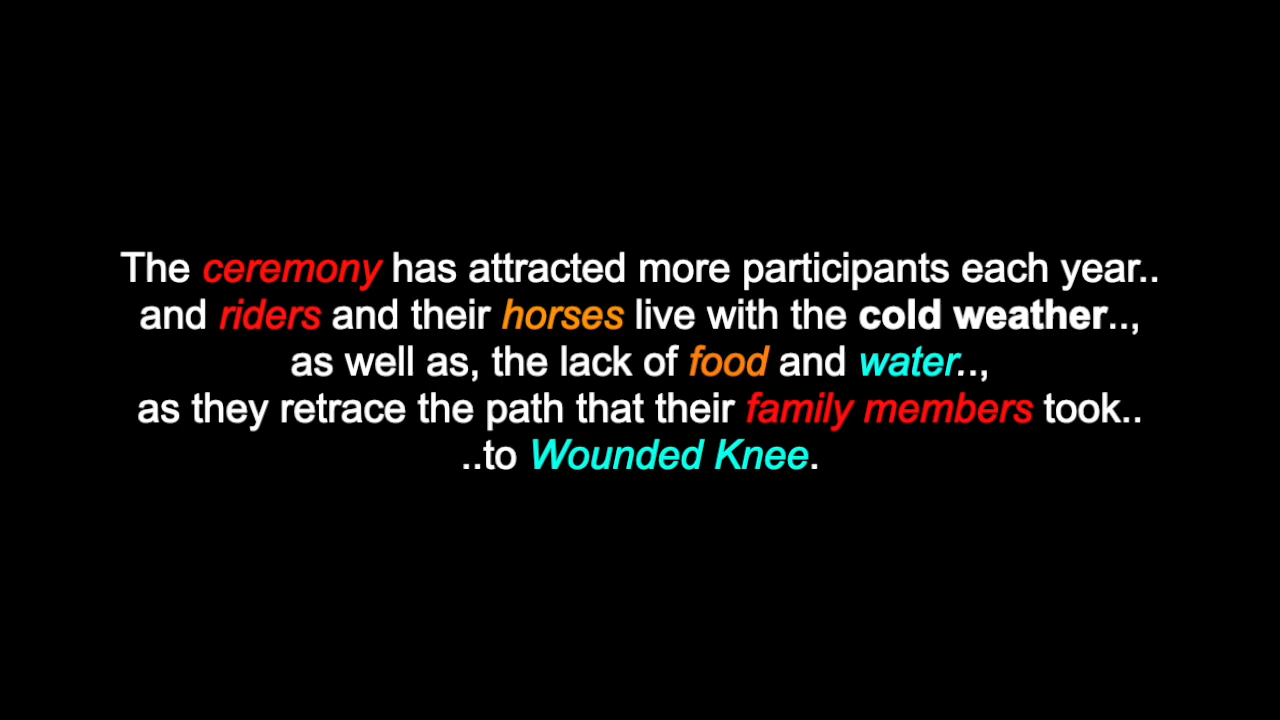 The ceremony has attracted more participants each year..
and riders and their horses live with the cold weather..,
as well as, the lack of food and water..,
as they retrace the path that their family members took..
..to Wounded Knee.